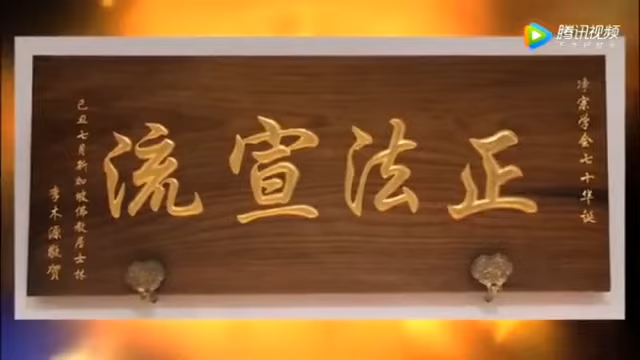 腾讯视频
净宗学会七十华诞
正法宣流
己丑七月新加坡佛教居士林
李木源敬贺